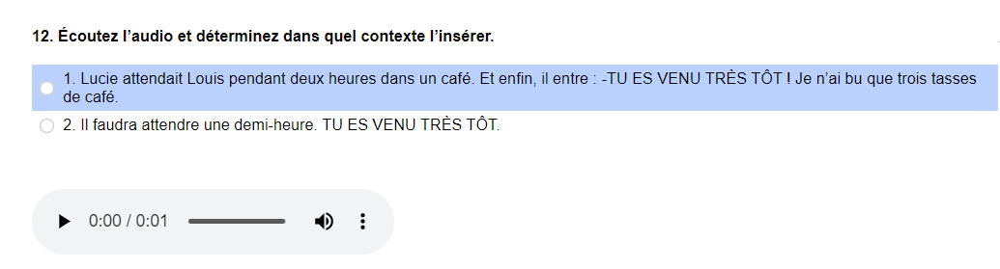 12. Écoutez l’audio et déterminez dans quel contexte l’insérer.
1. Lucie attendait Louis pendant deux heures dans un café. Et enfin, il entre : -TU ES VENU TRÈS TÔT ! Je n’ai bu que trois tasses
de café.
2. Il faudra attendre une demi-heure. TU ES VENU TRÈS TÔT.
0:00 / 0:01